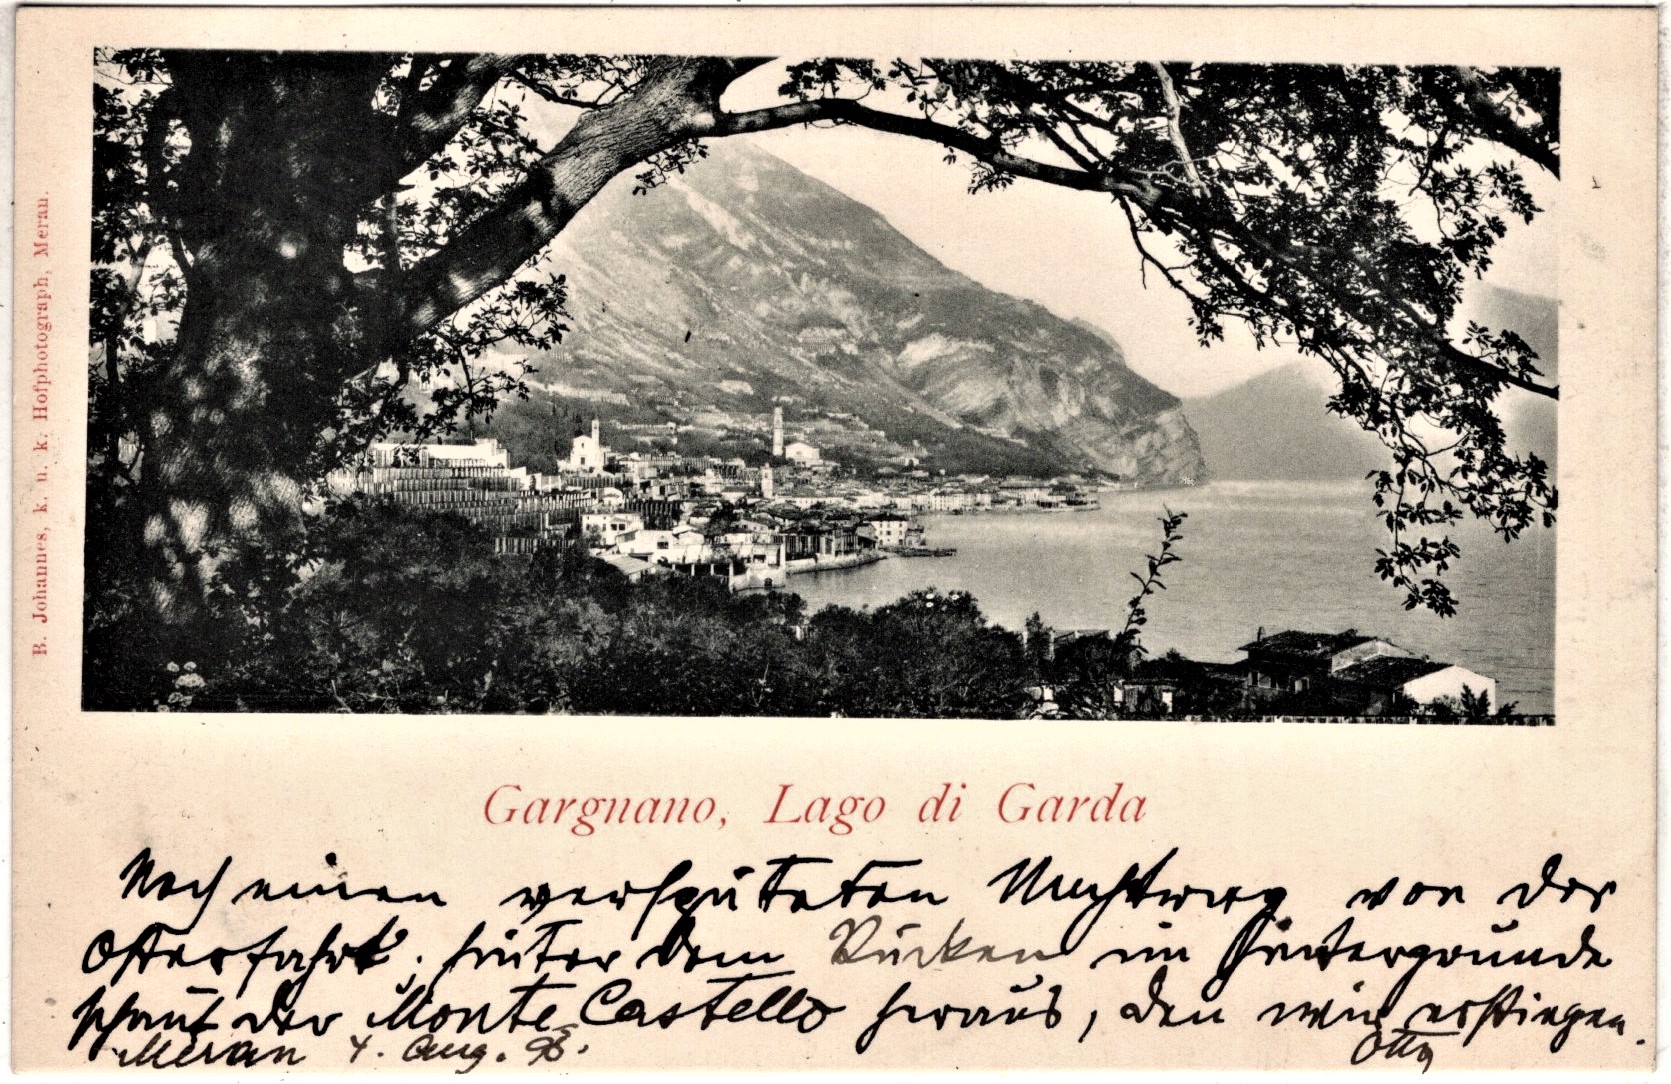 B. Johannes, k. u. k. Hofphotograph, Meran.
Gargnano, Lago di Garda
Noch einen verspäteten von der
Osterfahrt. hinter dem Rücken im Hintergrunde
schaut der Monte Castello heraus, den wir erstiegen.
Meran 4. Aug. 98.
Otto